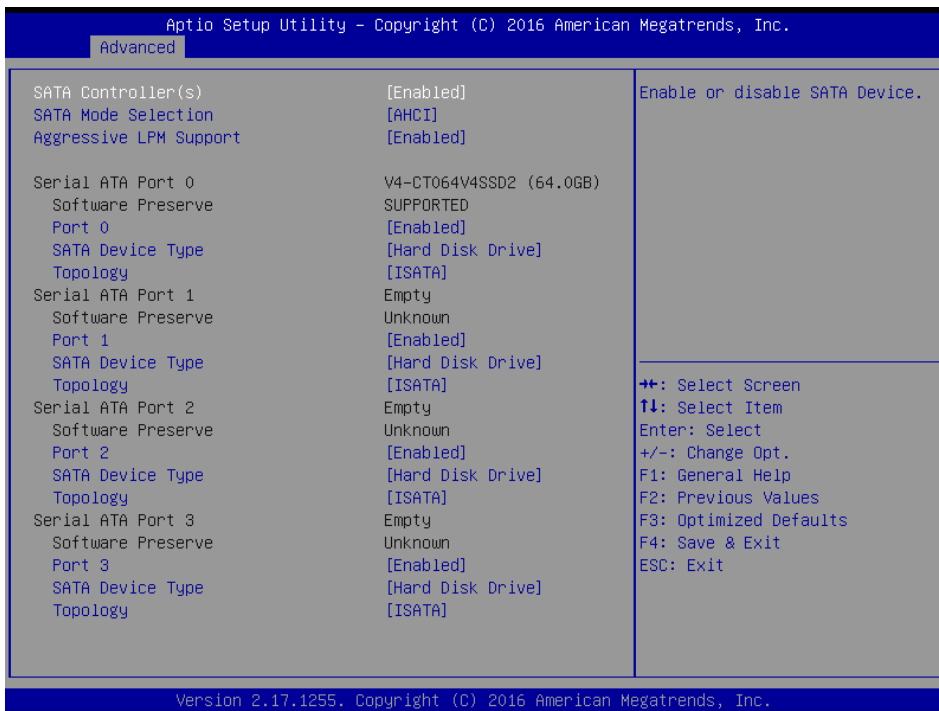 Aptio Setup Utility – Copyright (C) 2016 American Megatrends, Inc.
Advanced
SATA Controller(s) [Enabled]
SATA Mode Selection [AHCI]
Aggressive LPM Support [Enabled]
Serial ATA Port 0 V4-CT064V4SSD2 (64.0GB)
Software Preserve SUPPORTED
Port 0 [Enabled]
SATA Device Type [Hard Disk Drive]
Topology [ISATA]
Serial ATA Port 1 Empty
Software Preserve Unknown
Port 1 [Enabled]
SATA Device Type [Hard Disk Drive]
Topology [ISATA]
Serial ATA Port 2 Empty
Software Preserve Unknown
Port 2 [Enabled]
SATA Device Type [Hard Disk Drive]
Topology [ISATA]
Serial ATA Port 3 Empty
Software Preserve Unknown
Port 3 [Enabled]
SATA Device Type [Hard Disk Drive]
Topology [ISATA]
Enable or disable SATA Device.
→←: Select Screen
↑↓: Select Item
Enter: Select
+/-: Change Opt.
F1: General Help
F2: Previous Values
F3: Optimized Defaults
F4: Save & Exit
ESC: Exit
Version 2.17.1255. Copyright (C) 2016 American Megatrends, Inc.